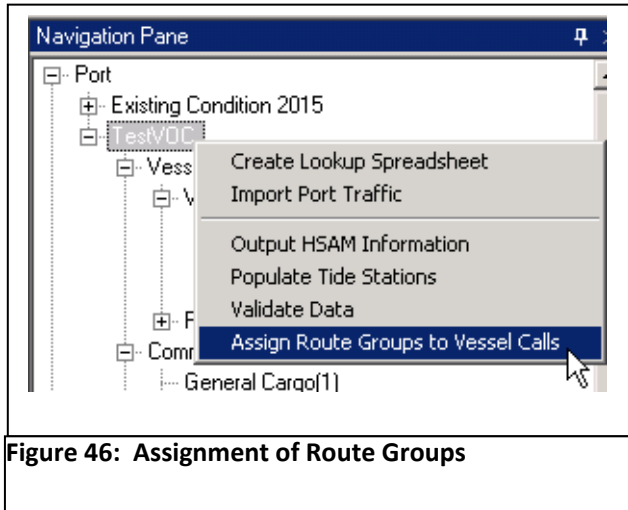 Navigation Pane
Port
Existing Condition 2015
TestVOC
Create Lookup Spreadsheet
Import Port Traffic
Output HSAM Information
Populate Tide Stations
Validate Data
Assign Route Groups to Vessel Calls
General Cargo(1)
Figure 46: Assignment of Route Groups